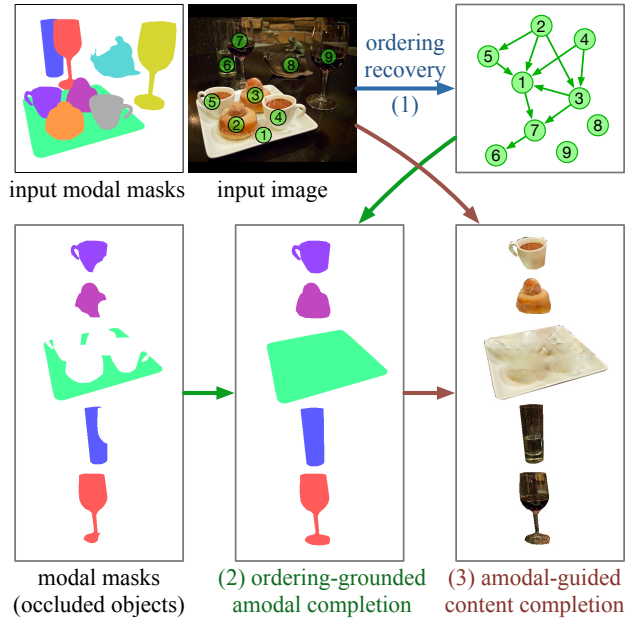 ordering
recovery
(1)
2
4
5
1
3
8
7
6
9
7
6
8
9
5
3
4
2
1
input modal masks
input image
modal masks
(occluded objects)
(2) ordering-grounded
amodal completion
(3) amodal-guided
content completion